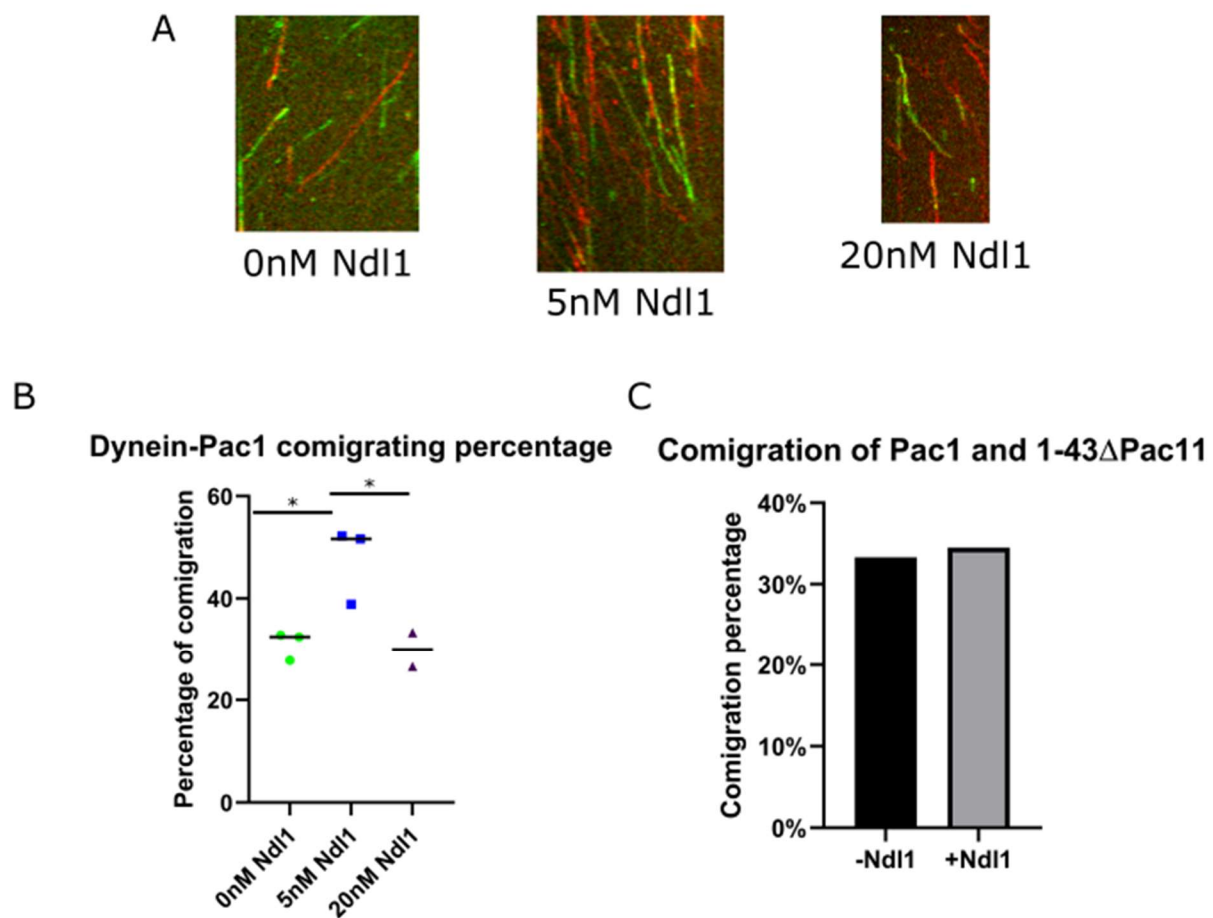 A
0nM Ndl1
5nM Ndl1
20nM Ndl1
B
Dynein-Pac1 comigrating percentage
Percentage of comigration
60
40
20
0
*
*
0nM Ndl1
5nM Ndl1
20nM Ndl1
C
Comigration of Pac1 and 1-43ΔPac11
Comigration percentage
40%
30%
20%
10%
0%
-Ndl1
+Ndl1